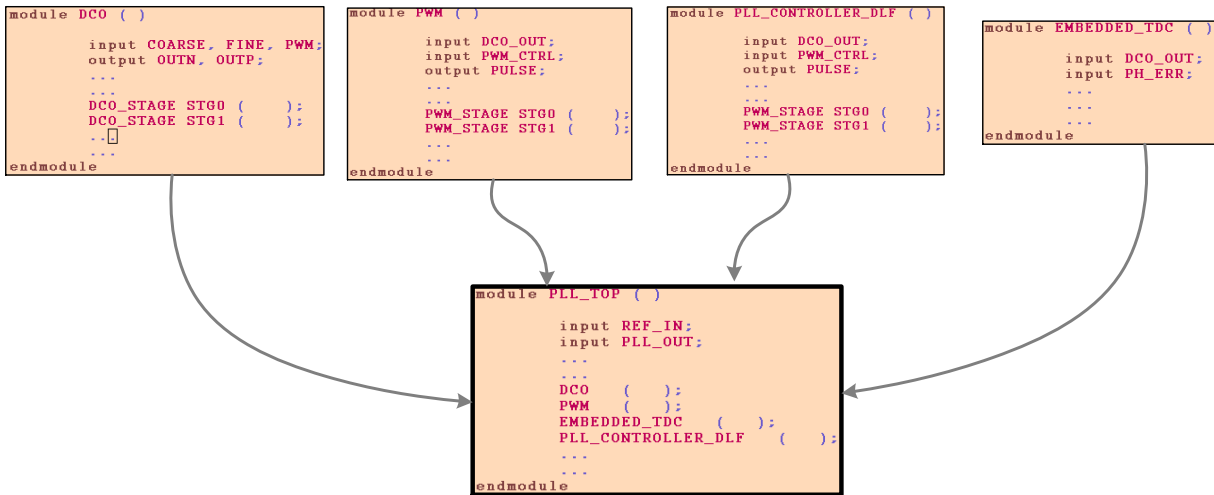 module DCO ( )
input COARSE, FINE, PWM;
output OUTN, OUTP;
...
...
DCO_STAGE STG0 ( );
DCO_STAGE STG1 ( );
...
...
endmodule
module PWM ( )
input DCO_OUT;
input PWM_CTRL;
output PULSE;
...
...
PWM_STAGE STG0 ( );
PWM_STAGE STG1 ( );
...
...
endmodule
module PLL_CONTROLLER_DLF ( )
input DCO_OUT;
input PWM_CTRL;
output PULSE;
...
...
PWM_STAGE STG0 ( );
PWM_STAGE STG1 ( );
...
...
endmodule
module EMBEDDED_TDC ( )
input DCO_OUT;
input PH_ERR;
...
...
...
endmodule
module PLL_TOP ( )
input REF_IN;
input PLL_OUT;
...
...
DCO ( );
PWM ( );
EMBEDDED_TDC ( );
PLL_CONTROLLER_DLF ( );
...
...
endmodule